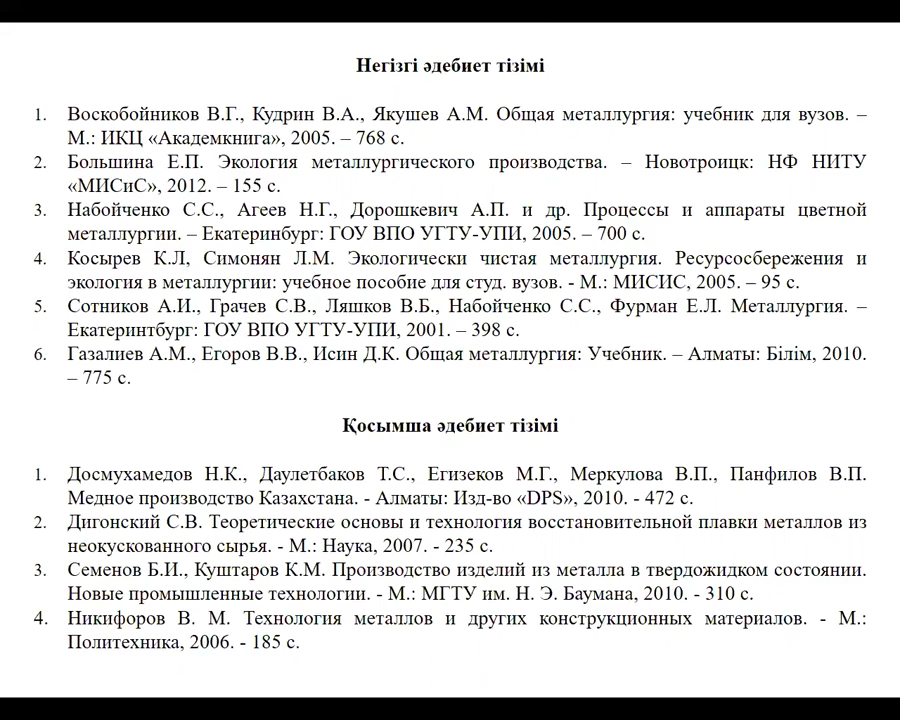 Негізгі әдебиет тізімі
1. Воскобойников В.Г., Кудрин В.А., Якушев А.М. Общая металлургия: учебник для вузов. –
М.: ИКЦ «Академкнига», 2005. – 768 с.
2. Большина Е.П. Экология металлургического производства. – Новотроицк: НФ НИТУ
«МИСиС», 2012. – 155 с.
3. Набойченко С.С., Агеев Н.Г., Дорошкевич А.П. и др. Процессы и аппараты цветной
металлургии. – Екатеринбург: ГОУ ВПО УГТУ-УПИ, 2005. – 700 с.
4. Косырев К.Л, Симонян Л.М. Экологически чистая металлургия. Ресурсосбережения и
экология в металлургии: учебное пособие для студ. вузов. - М.: МИСИС, 2005. – 95 с.
5. Сотников А.И., Грачев С.В., Ляшков В.Б., Набойченко С.С., Фурман Е.Л. Металлургия. –
Екатеринтбург: ГОУ ВПО УГТУ-УПИ, 2001. – 398 с.
6. Газалиев А.М., Егоров В.В., Исин Д.К. Общая металлургия: Учебник. – Алматы: Білім, 2010.
– 775 с.
Қосымша әдебиет тізімі
1. Досмухамедов Н.К., Даулетбаков Т.С., Егизеков М.Г., Меркулова В.П., Панфилов В.П.
Медное производство Казахстана. - Алматы: Изд-во «DPS», 2010. - 472 с.
2. Дигонский С.В. Теоретические основы и технология восстановительной плавки металлов из
неокускованного сырья. - М.: Наука, 2007. - 235 с.
3. Семенов Б.И., Куштаров К.М. Производство изделий из металла в твердожидком состоянии.
Новые промышленные технологии. - М.: МГТУ им. Н. Э. Баумана, 2010. - 310 с.
4. Никифоров В. М. Технология металлов и других конструкционных материалов. - М.:
Политехника, 2006. - 185 с.